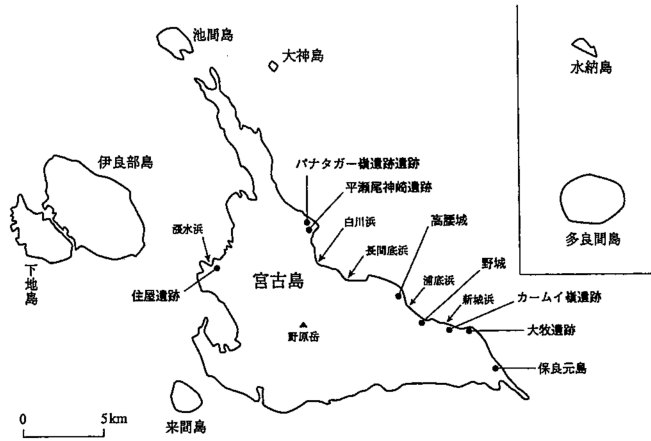 池間島
大神島
水納島
伊良部島
パナタガー嶺遺跡遺跡
平瀬尾神崎遺跡
白川浜
高腰城
漲水浜
長間底浜
多良間島
下地島
宮古島
浦底浜
野城
住屋遺跡
新城浜
カームイ嶺遺跡
野原岳
大牧遺跡
保良元島
来間島
0 5km